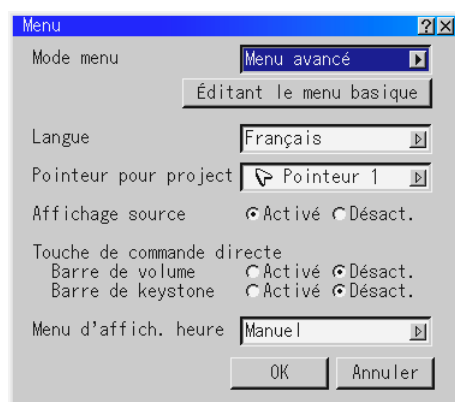 Menu
Mode menu Menu avancé
Éditant le menu basique
Langue Français
Pointeur pour project Pointeur 1
Affichage source Activé Désact.
Touche de commande directe
Barre de volume Activé Désact.
Barre de keystone Activé Désact.
Menu d'affich. heure Manuel
OK Annuler